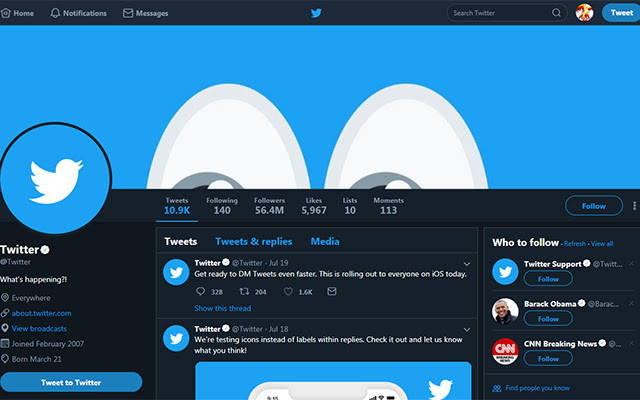 Home Notifications Messages Search Twitter Tweet
Tweets Following Followers Likes Lists Moments
10.9K 140 56.4M 5,967 10 113
Follow
Twitter
@Twitter
What's happening?!
Everywhere
about.twitter.com
View broadcasts
Joined February 2007
Born March 21
Tweet to Twitter
Tweets Tweets & replies Media
Twitter @Twitter · Jul 19
Get ready to DM Tweets even faster. This is rolling out to everyone on iOS today.
328 204 1.6K
Show this thread
Twitter @Twitter · Jul 18
We're testing icons instead of labels within replies. Check it out and let us know
what you think!
9:15
Who to follow · Refresh · View all
Twitter Support @Twitt...
Follow
Barack Obama @Barac...
Follow
CNN BREAKING NEWS
CNN Breaking News @...
Follow
Find people you know